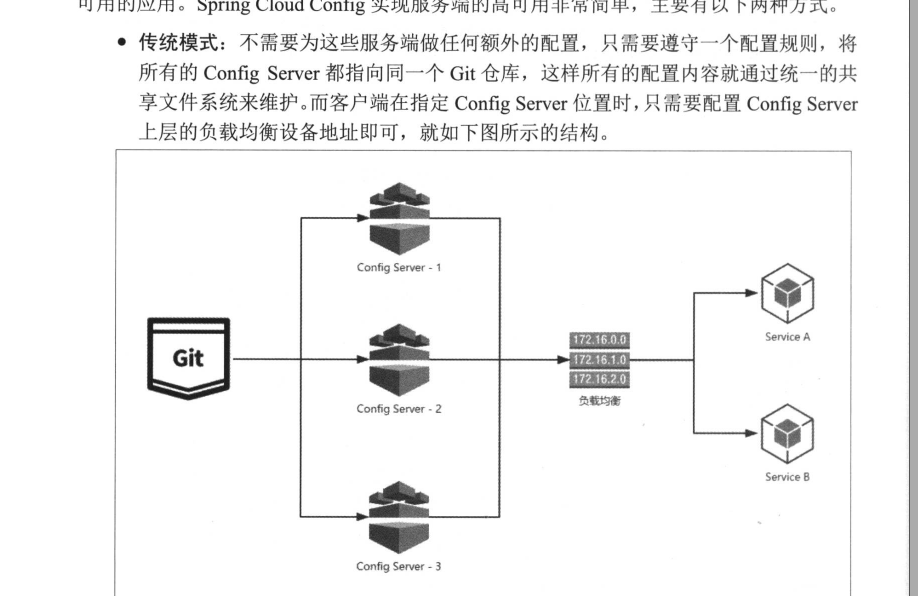 可用的应用。Spring Cloud Config 实现服务端的高可用非常简单，主要有以下两种方式。
● 传统模式：不需要为这些服务端做任何额外的配置，只需要遵守一个配置规则，将
所有的 Config Server 都指向同一个 Git 仓库，这样所有的配置内容就通过统一的共
享文件系统来维护。而客户端在指定 Config Server 位置时，只需要配置 Config Server
上层的负载均衡设备地址即可，就如下图所示的结构。
Config Server - 1
Git
Config Server - 2
Config Server - 3
172.16.0.0
172.16.1.0
172.16.2.0
负载均衡
Service A
Service B